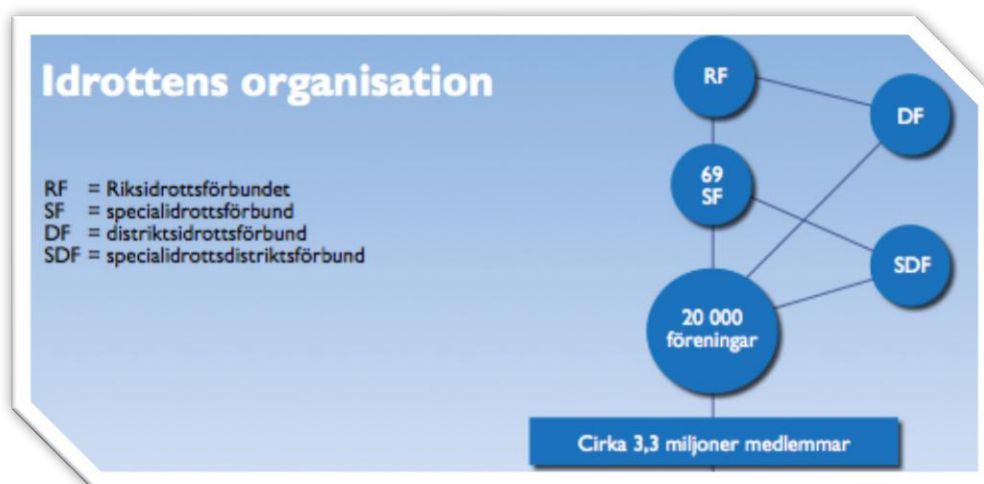 Idrottens organisation
RF = Riksidrottsförbundet
SF = specialidrottsförbund
DF = distriktsidrottsförbund
SDF = specialidrottsdistriktsförbund
RF
DF
69
SF
SDF
20 000
föreningar
Cirka 3,3 miljoner medlemmar